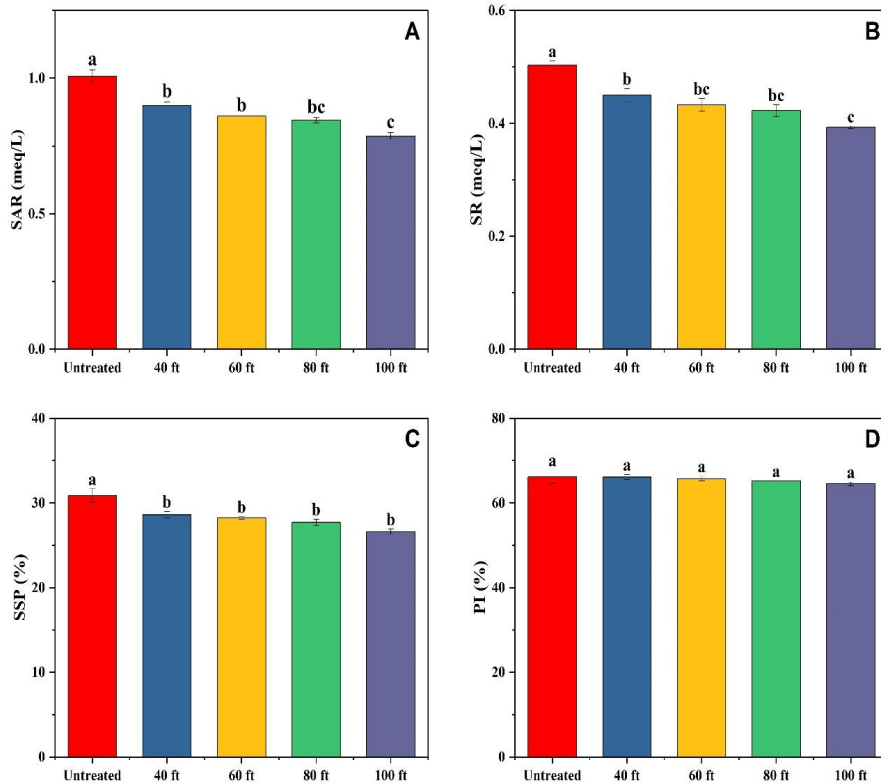 A
SAR (meq/L)
1.0
0.5
0.0
a
b
b
bc
c
Untreated 40 ft 60 ft 80 ft 100 ft
B
SR (meq/L)
0.6
0.4
0.2
0.0
a
b
bc
bc
c
Untreated 40 ft 60 ft 80 ft 100 ft
C
SSP (%)
40
30
20
10
0
a
b
b
b
b
Untreated 40 ft 60 ft 80 ft 100 ft
D
PI (%)
80
60
40
20
0
a
a
a
a
a
Untreated 40 ft 60 ft 80 ft 100 ft